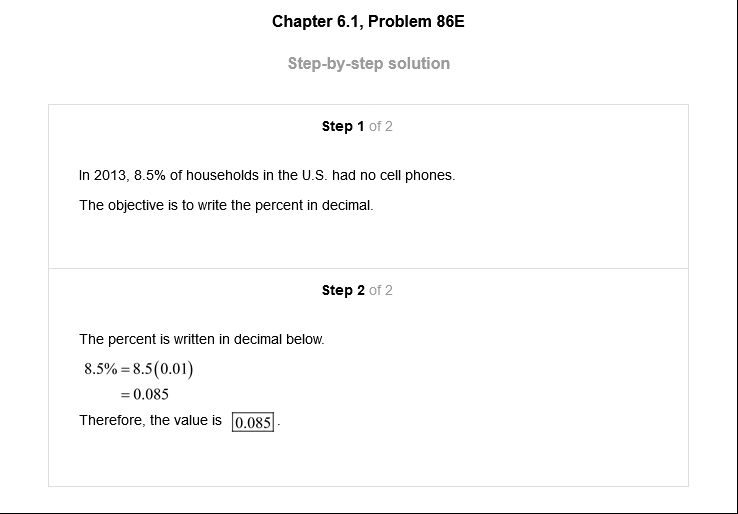 Chapter 6.1, Problem 86E
Step-by-step solution
Step 1 of 2
In 2013, 8.5% of households in the U.S. had no cell phones.
The objective is to write the percent in decimal.
Step 2 of 2
The percent is written in decimal below.
8.5% = 8.5(0.01)
= 0.085
Therefore, the value is 0.085.